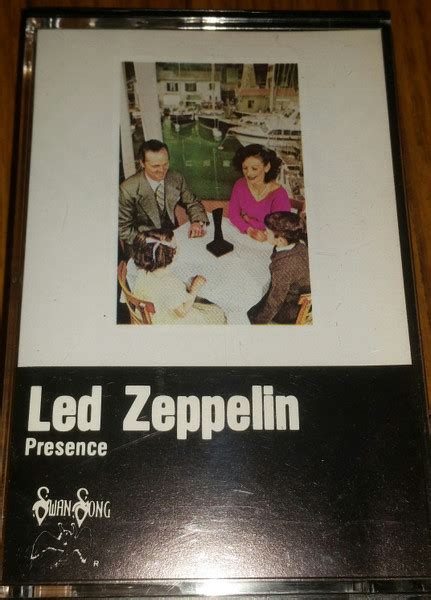 Led Zeppelin
Presence
SWAN SONG
R